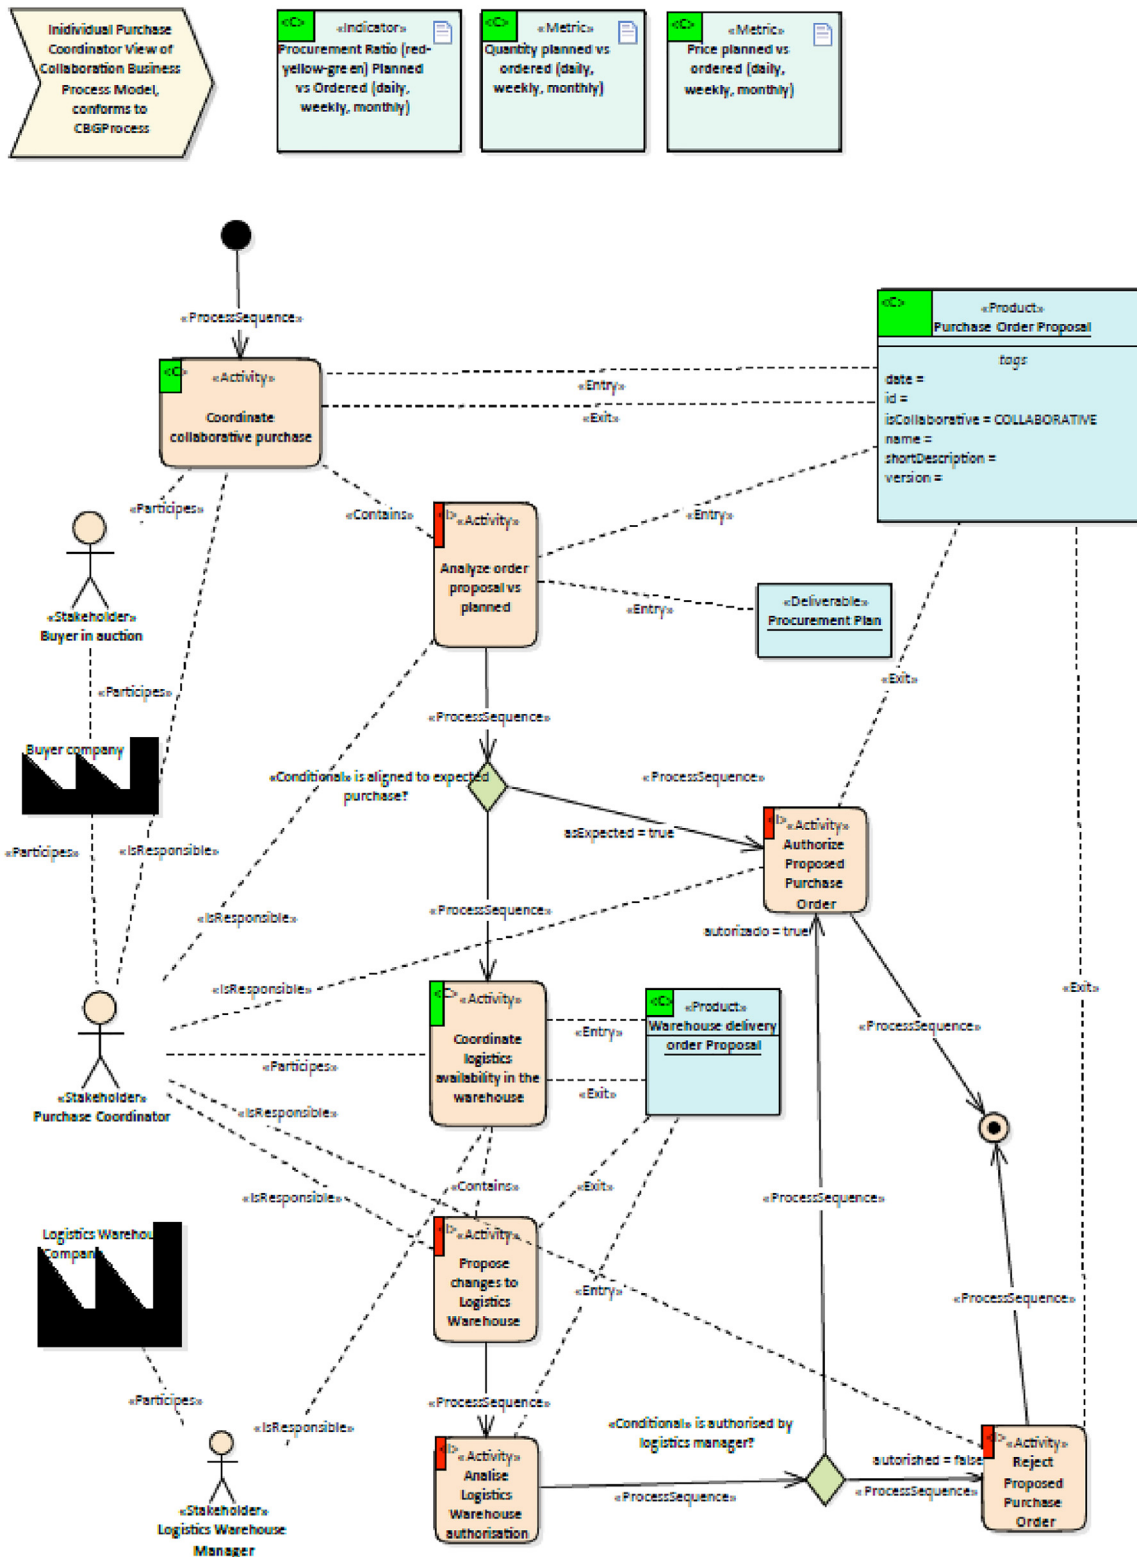 Inidividual Purchase
Coordinator View of
Collaboration Business
Process Model,
conforms to
CBGProcess
<C>
«Indicator»
Procurement Ratio (red-
yellow-green) Planned
vs Ordered (daily,
weekly, monthly)
<C>
«Metric»
Quantity planned vs
ordered (daily,
weekly, monthly)
<C>
«Metric»
Price planned vs
ordered (daily,
weekly, monthly)
«ProcessSequence»
<C>
«Product»
Purchase Order Proposal
tags
date =
id =
isCollaborative = COLLABORATIVE
name =
shortDescription =
version =
<C>
«Activity»
Coordinate
collaborative purchase
«Entry»
«Exit»
«Participes»
«Contains»
«Entry»
I> «Activity»
Analyze order
proposal vs
planned
«Entry»
«Deliverable»
Procurement Plan
«Stakeholder»
Buyer in auction
«Participes»
«Exit»
«ProcessSequence»
Buyer company
«Conditional» is aligned to expected
purchase?
«ProcessSequence»
asExpected = true
«Participes»
«IsResponsible»
<I> «Activity»
Authorize
Proposed
Purchase
Order
«IsResponsible»
«ProcessSequence»
autorizado = true
«IsResponsible»
«Exit»
<C> «Activity»
Coordinate
logistics
availability in the
warehouse
«Entry»
«Exit»
<C>
«Product»
Warehouse delivery
order Proposal
«ProcessSequence»
«Participes»
«Stakeholder»
Purchase Coordinator
«IsResponsible»
«IsResponsible»
«Contains»
«Exit»
«ProcessSequence»
Logistics Warehou
Compan
<I> «Activity»
Propose
changes to
Logistics
Warehouse
«Entry»
«ProcessSequence»
«Participes»
«ProcessSequence»
«IsResponsible»
«Conditional» is authorised by
logistics manager?
<I> «Activity»
Analise
Logistics
Warehouse
authorisation
«ProcessSequence»
autorished = false
«ProcessSequence»
<I> «Activity»
Reject
Proposed
Purchase
Order
«Stakeholder»
Logistics Warehouse
Manager